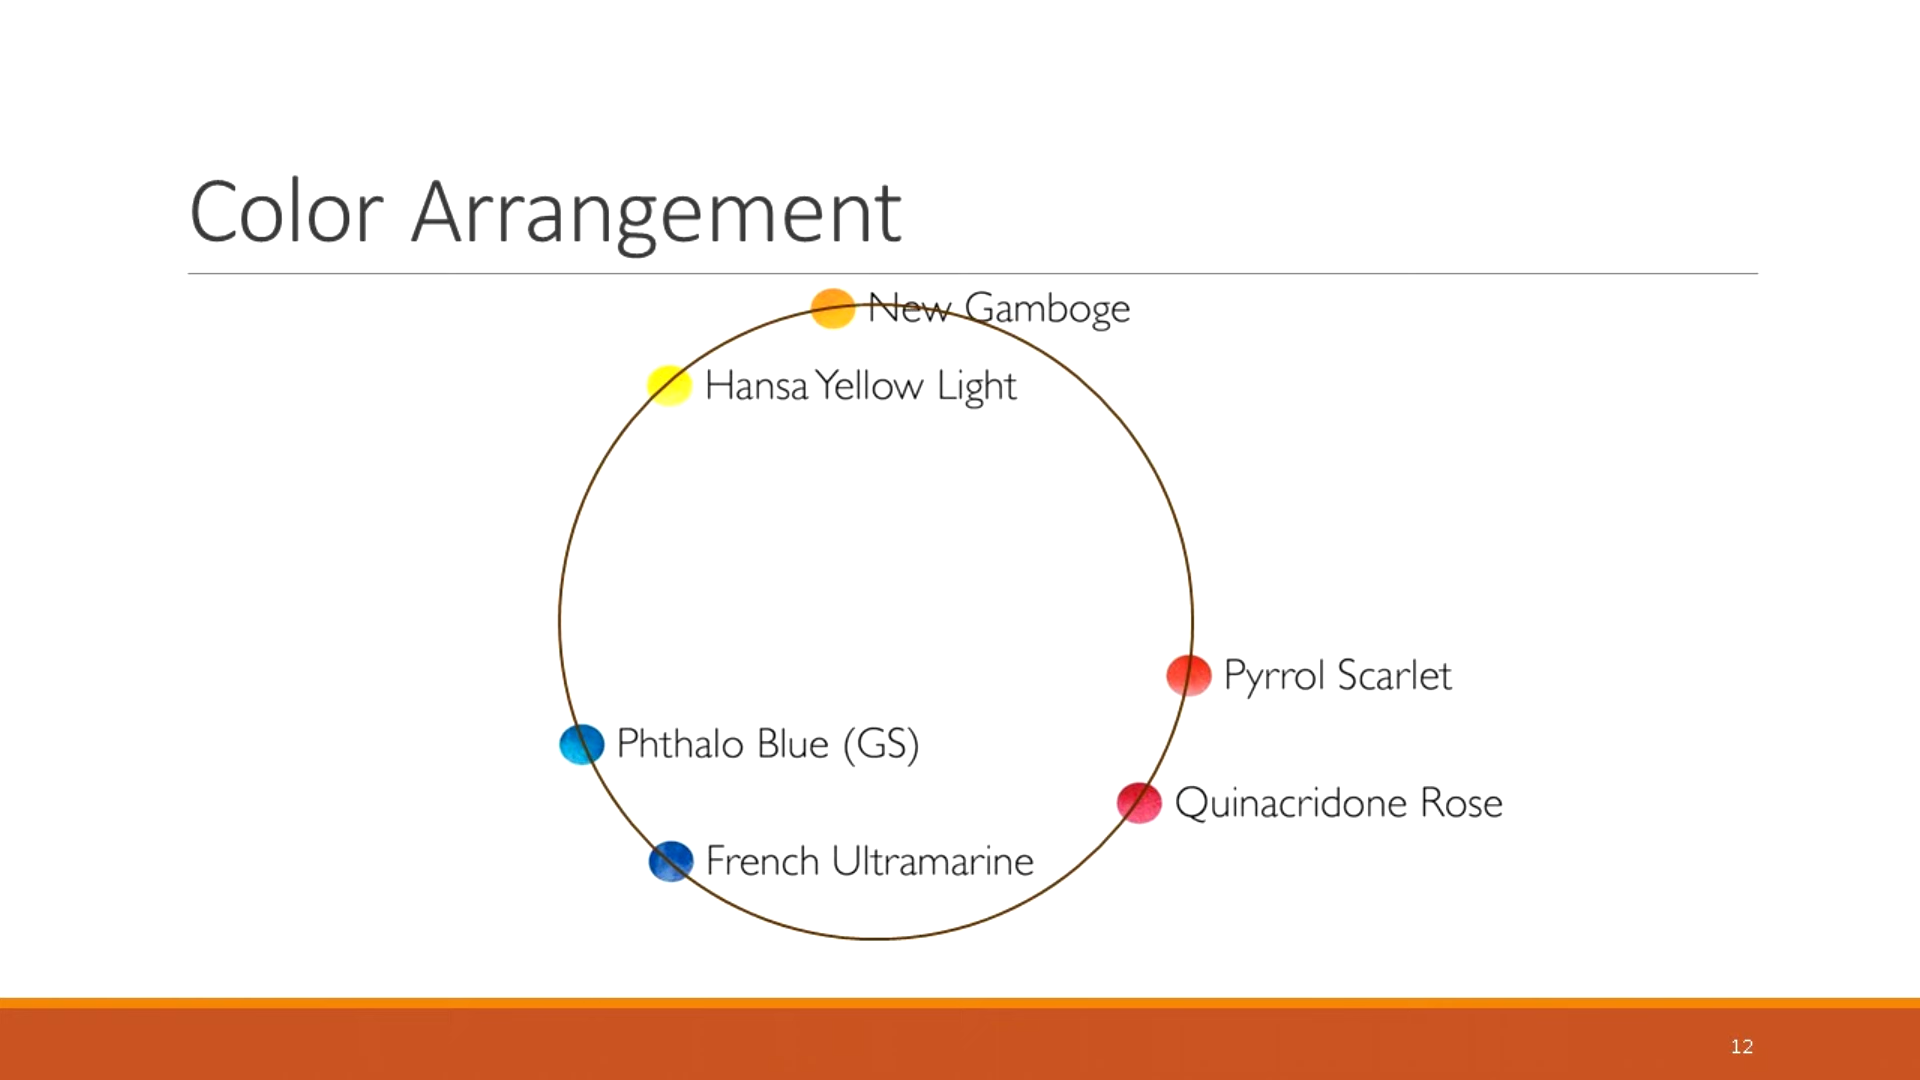 Color Arrangement
New Gamboge
Hansa Yellow Light
Pyrrol Scarlet
Phthalo Blue (GS)
Quinacridone Rose
French Ultramarine
12